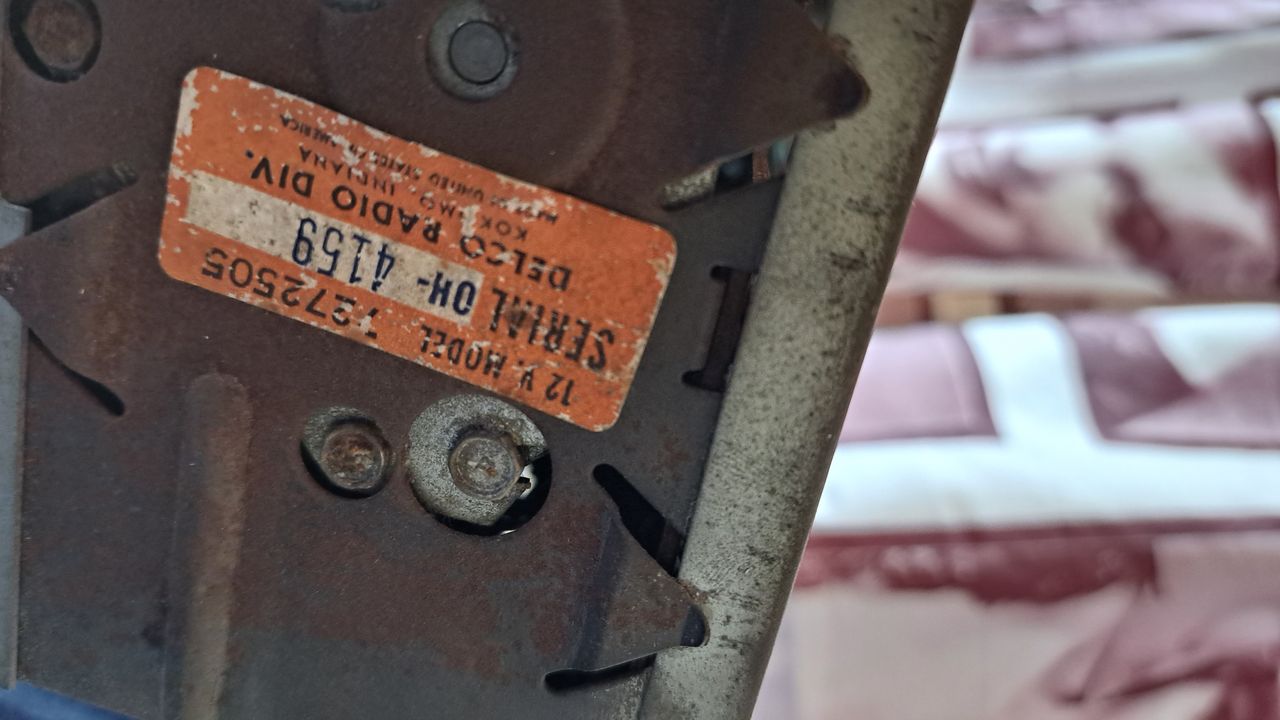 12 V. MODEL 7272505
SERIAL OH- 4159
DELCO RADIO DIV.
KOKOMO, INDIANA
MADE IN UNITED STATES OF AMERICA